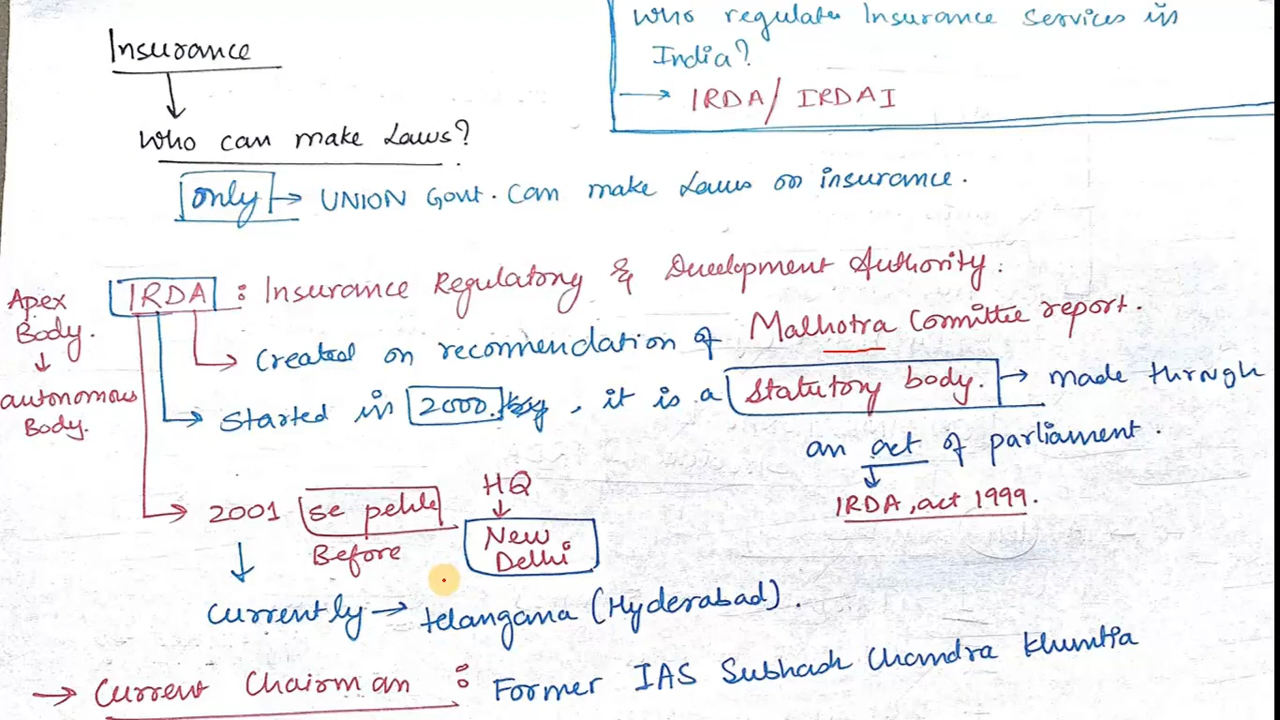 Who regulates Insurance services in
India?
→ IRDA/ IRDAI
Insurance
Who can make Laws?
only → UNION Govt. Can make Laws on insurance.
Apex
Body.
↓
autonomous
Body.
IRDA : Insurance Regulatory & Development Authority.
→ Created on recommendation of Malhotra Committee report.
→ Started in 2000. , it is a Statutory body. → made through
an act of parliament.
IRDA, act 1999.
→ 2001 se pehle
Before
HQ
New
Delhi
Currently → Telangana (Hyderabad).
→ Current Chairman : Former IAS Subhash Chandra Khuntia